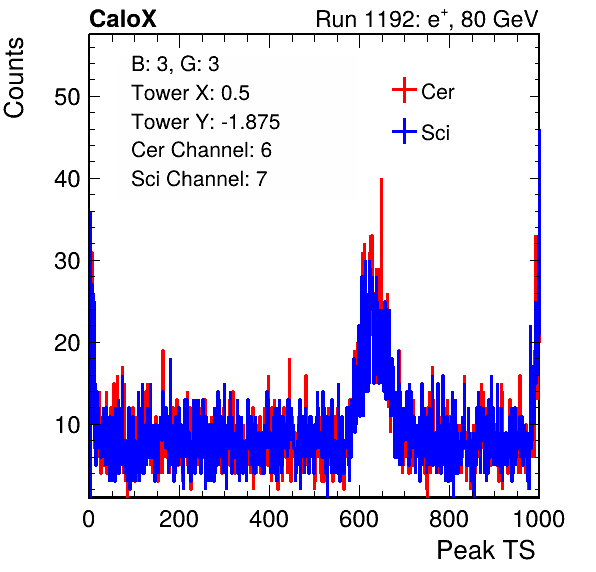 CaloX Run 1192: e⁺, 80 GeV
Counts
B: 3, G: 3
Tower X: 0.5
Tower Y: -1.875
Cer Channel: 6
Sci Channel: 7
Cer
Sci
50
40
30
20
10
0 200 400 600 800 1000
Peak TS